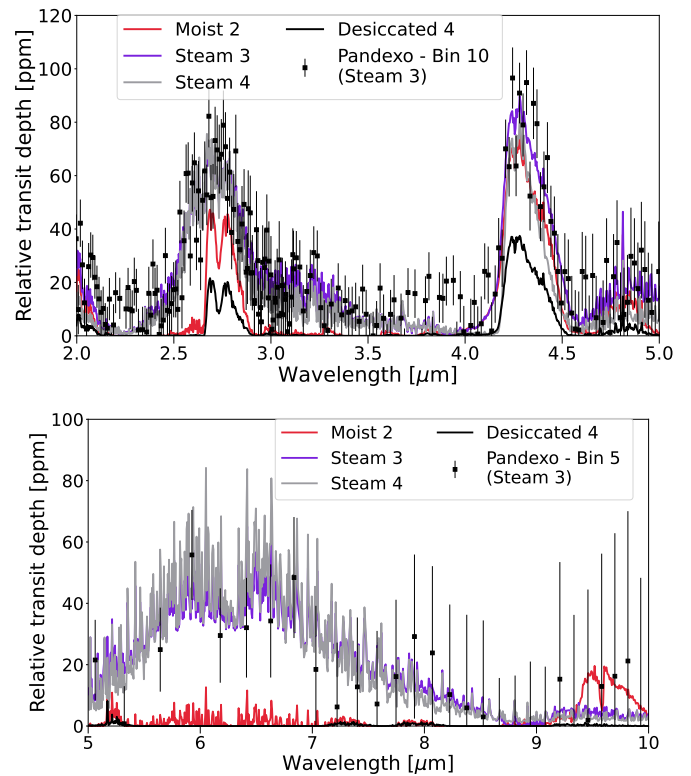 Relative transit depth [ppm]
120
100
80
60
40
20
0
Moist 2
Steam 3
Steam 4
Desiccated 4
Pandexo - Bin 10
(Steam 3)
2.0 2.5 3.0 3.5 4.0 4.5 5.0
Wavelength [μm]
Relative transit depth [ppm]
100
80
60
40
20
0
Moist 2
Steam 3
Steam 4
Desiccated 4
Pandexo - Bin 5
(Steam 3)
5 6 7 8 9 10
Wavelength [μm]